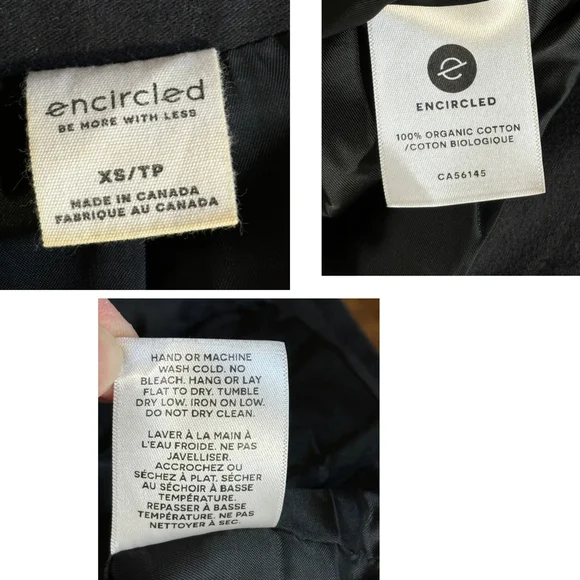 encircled
BE MORE WITH LESS
XS/TP
MADE IN CANADA
FABRIQUE AU CANADA
ENCIRCLED
100% ORGANIC COTTON
/COTON BIOLOGIQUE
CA56145
HAND OR MACHINE
WASH COLD. NO
BLEACH. HANG OR LAY
FLAT TO DRY. TUMBLE
DRY LOW. IRON ON LOW.
DO NOT DRY CLEAN.
LAVER À LA MAIN À
L'EAU FROIDE. NE PAS
JAVELLISER.
ACCROCHEZ OU
SÉCHEZ À PLAT. SÉCHER
AU SÉCHOIR À BASSE
TEMPÉRATURE.
REPASSER À BASSE
TEMPÉRATURE. NE PAS
NETTOYER À SEC.